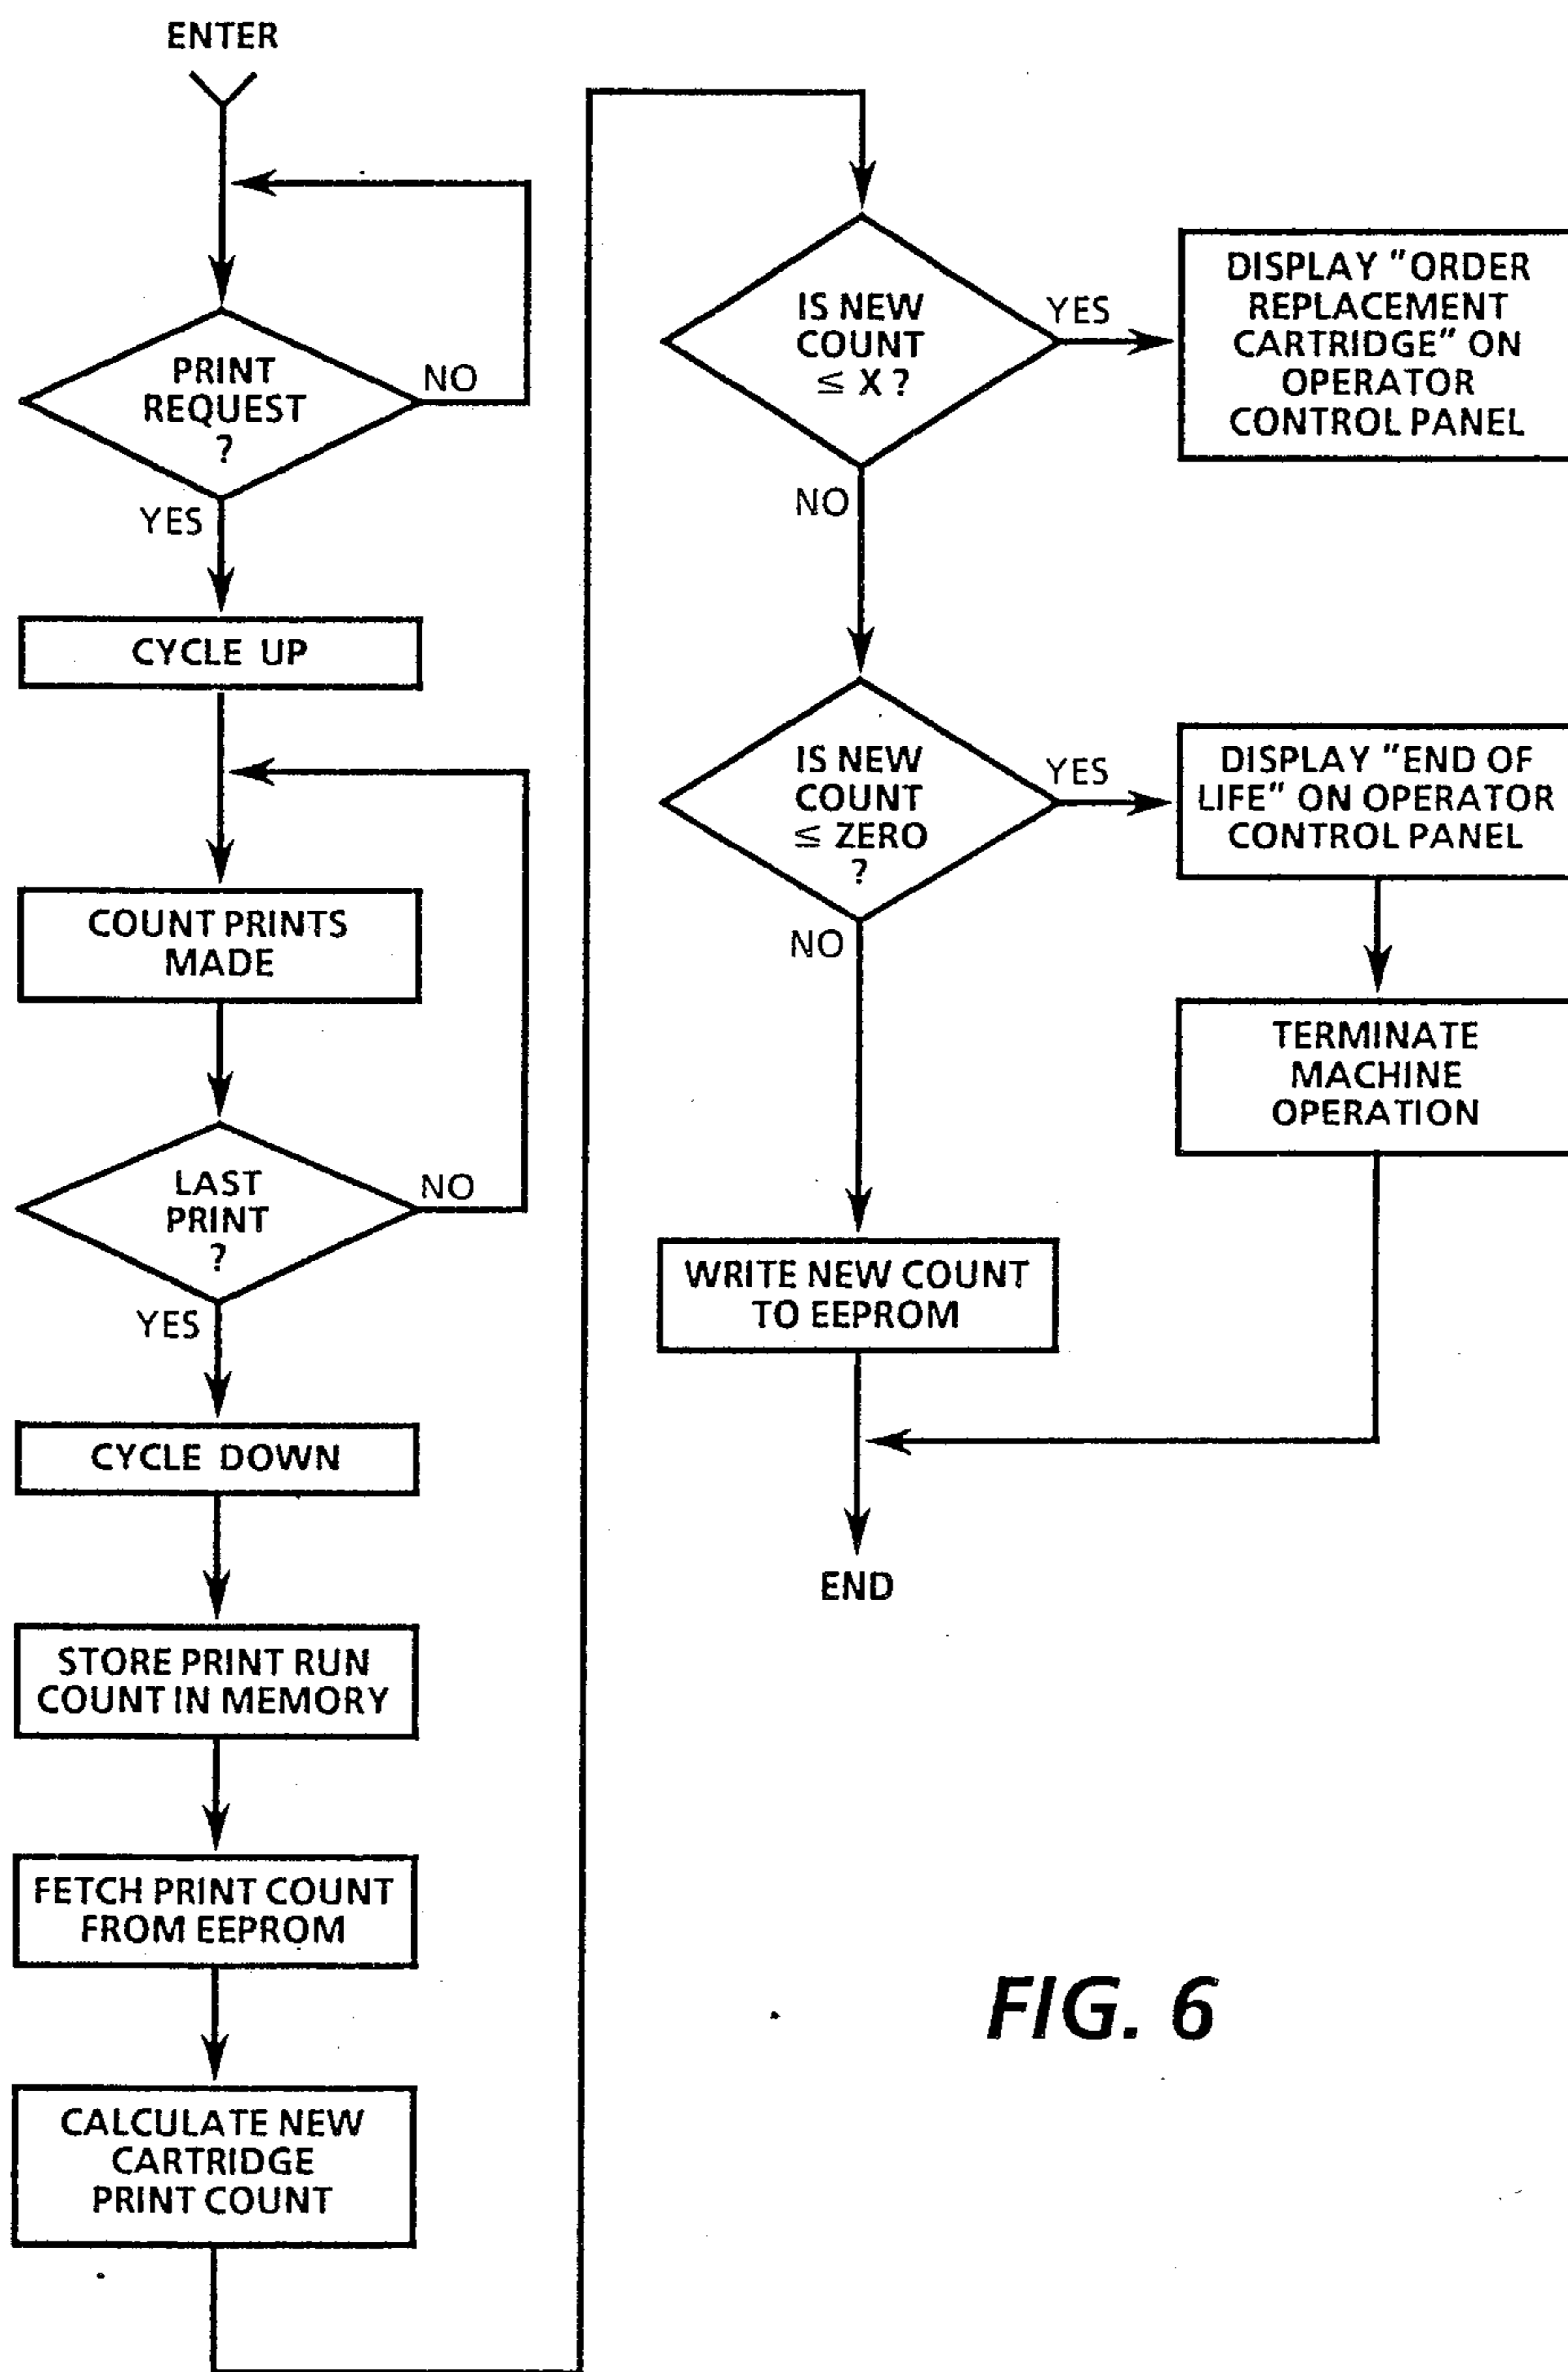 ENTER
PRINT
REQUEST
?
NO
YES
CYCLE UP
COUNT PRINTS
MADE
LAST
PRINT
?
NO
YES
CYCLE DOWN
STORE PRINT RUN
COUNT IN MEMORY
FETCH PRINT COUNT
FROM EEPROM
CALCULATE NEW
CARTRIDGE
PRINT COUNT
IS NEW
COUNT
≤ X ?
YES
DISPLAY "ORDER
REPLACEMENT
CARTRIDGE" ON
OPERATOR
CONTROL PANEL
NO
IS NEW
COUNT
≤ ZERO
?
YES
DISPLAY "END OF
LIFE" ON OPERATOR
CONTROL PANEL
TERMINATE
MACHINE
OPERATION
NO
WRITE NEW COUNT
TO EEPROM
END
FIG. 6